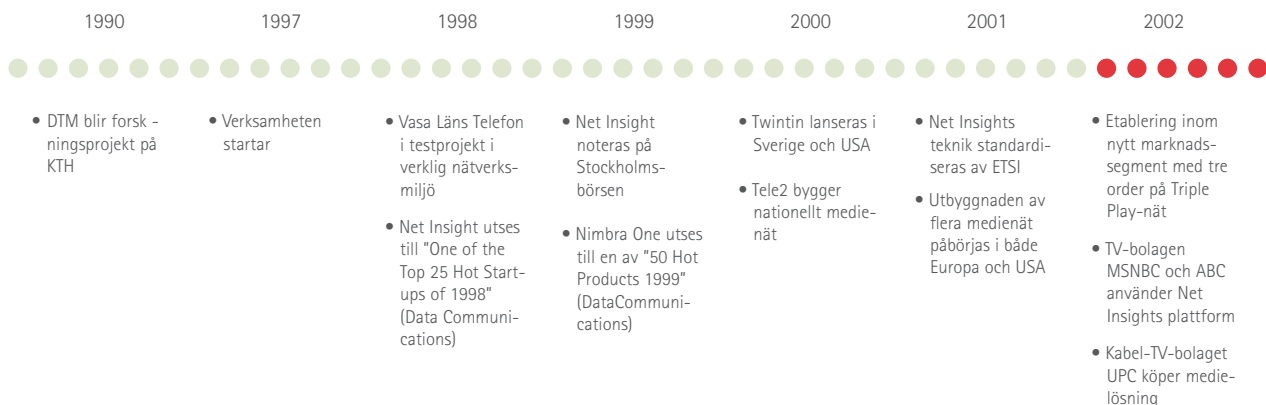 1990
1997
1998
1999
2000
2001
2002
• DTM blir forsk -
ningsprojekt på
KTH
• Verksamheten
startar
• Vasa Läns Telefon
i testprojekt i
verklig nätverks-
miljö
• Net Insight utses
till ”One of the
Top 25 Hot Start-
ups of 1998”
(Data Communi-
cations)
• Net Insight
noteras på
Stockholms-
börsen
• Nimbra One utses
till en av ”50 Hot
Products 1999”
(DataCommuni-
cations)
• Twintin lanseras i
Sverige och USA
• Tele2 bygger
nationellt medie-
nät
• Net Insights
teknik standardi-
seras av ETSI
• Utbyggnaden av
flera medienät
påbörjas i både
Europa och USA
• Etablering inom
nytt marknads-
segment med tre
order på Triple
Play-nät
• TV-bolagen
MSNBC och ABC
använder Net
Insights plattform
• Kabel-TV-bolaget
UPC köper medie-
lösning